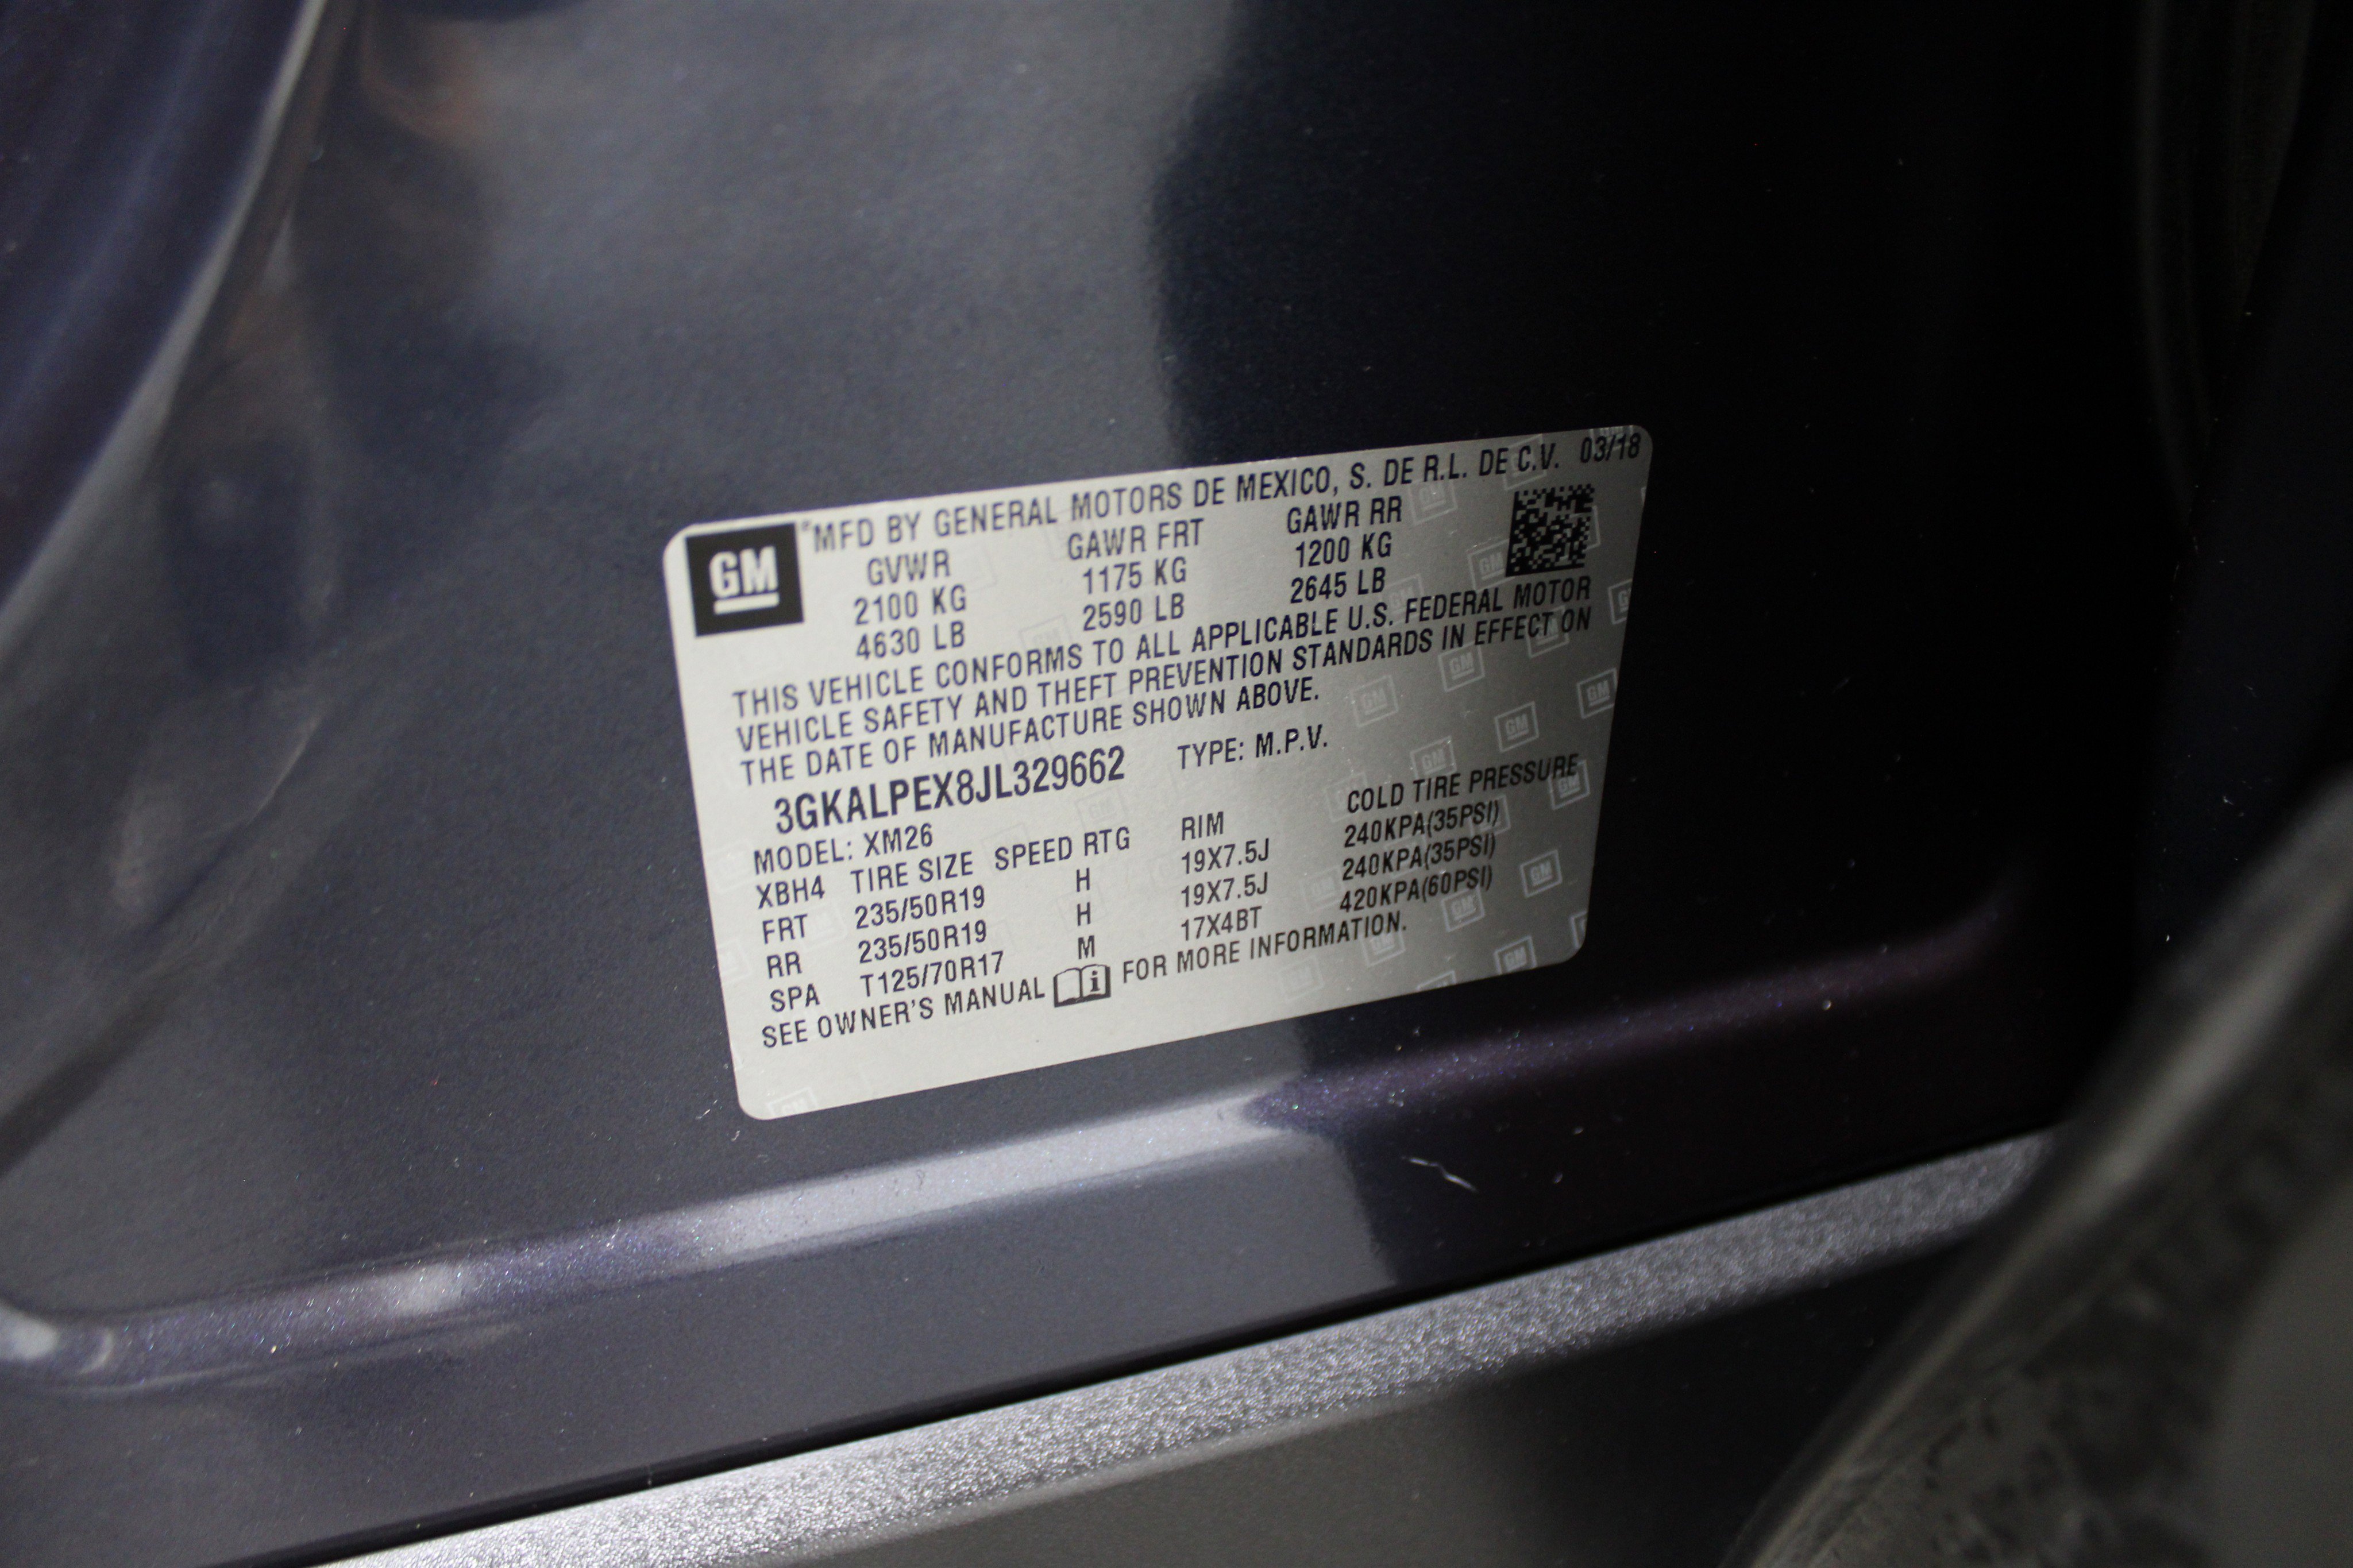 GM
*MFD BY GENERAL MOTORS DE MEXICO, S. DE R.L. DE C.V. 03/18
GVWR GAWR FRT GAWR RR
2100 KG 1175 KG 1200 KG
4630 LB 2590 LB 2645 LB
THIS VEHICLE CONFORMS TO ALL APPLICABLE U.S. FEDERAL MOTOR
VEHICLE SAFETY AND THEFT PREVENTION STANDARDS IN EFFECT ON
THE DATE OF MANUFACTURE SHOWN ABOVE.
3GKALPEX8JL329662 TYPE: M.P.V.
MODEL: XM26
XBH4 TIRE SIZE SPEED RTG RIM COLD TIRE PRESSURE
FRT 235/50R19 H 19X7.5J 240KPA(35PSI)
RR 235/50R19 H 19X7.5J 240KPA(35PSI)
SPA T125/70R17 M 17X4BT 420KPA(60PSI)
SEE OWNER'S MANUAL i FOR MORE INFORMATION.